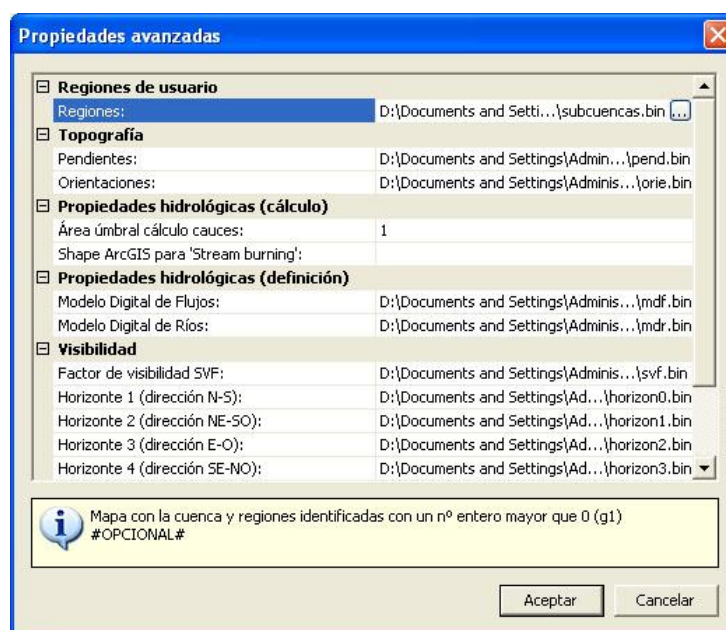 Propiedades avanzadas
Regiones de usuario
Regiones: D:\Documents and Setti...\subcuencas.bin ...
Topografía
Pendientes: D:\Documents and Settings\Admin...\pend.bin
Orientaciones: D:\Documents and Settings\Adminis...\orie.bin
Propiedades hidrológicas (cálculo)
Área úmbral cálculo cauces: 1
Shape ArcGIS para 'Stream burning':
Propiedades hidrológicas (definición)
Modelo Digital de Flujos: D:\Documents and Settings\Adminis...\mdf.bin
Modelo Digital de Ríos: D:\Documents and Settings\Adminis...\mdr.bin
Visibilidad
Factor de visibilidad SVF: D:\Documents and Settings\Adminis...\svf.bin
Horizonte 1 (dirección N-S): D:\Documents and Settings\Ad...\horizon0.bin
Horizonte 2 (dirección NE-SO): D:\Documents and Settings\Ad...\horizon1.bin
Horizonte 3 (dirección E-O): D:\Documents and Settings\Ad...\horizon2.bin
Horizonte 4 (dirección SE-NO): D:\Documents and Settings\Ad...\horizon3.bin
Mapa con la cuenca y regiones identificadas con un nº entero mayor que 0 (g1)
#OPCIONAL#
Aceptar Cancelar